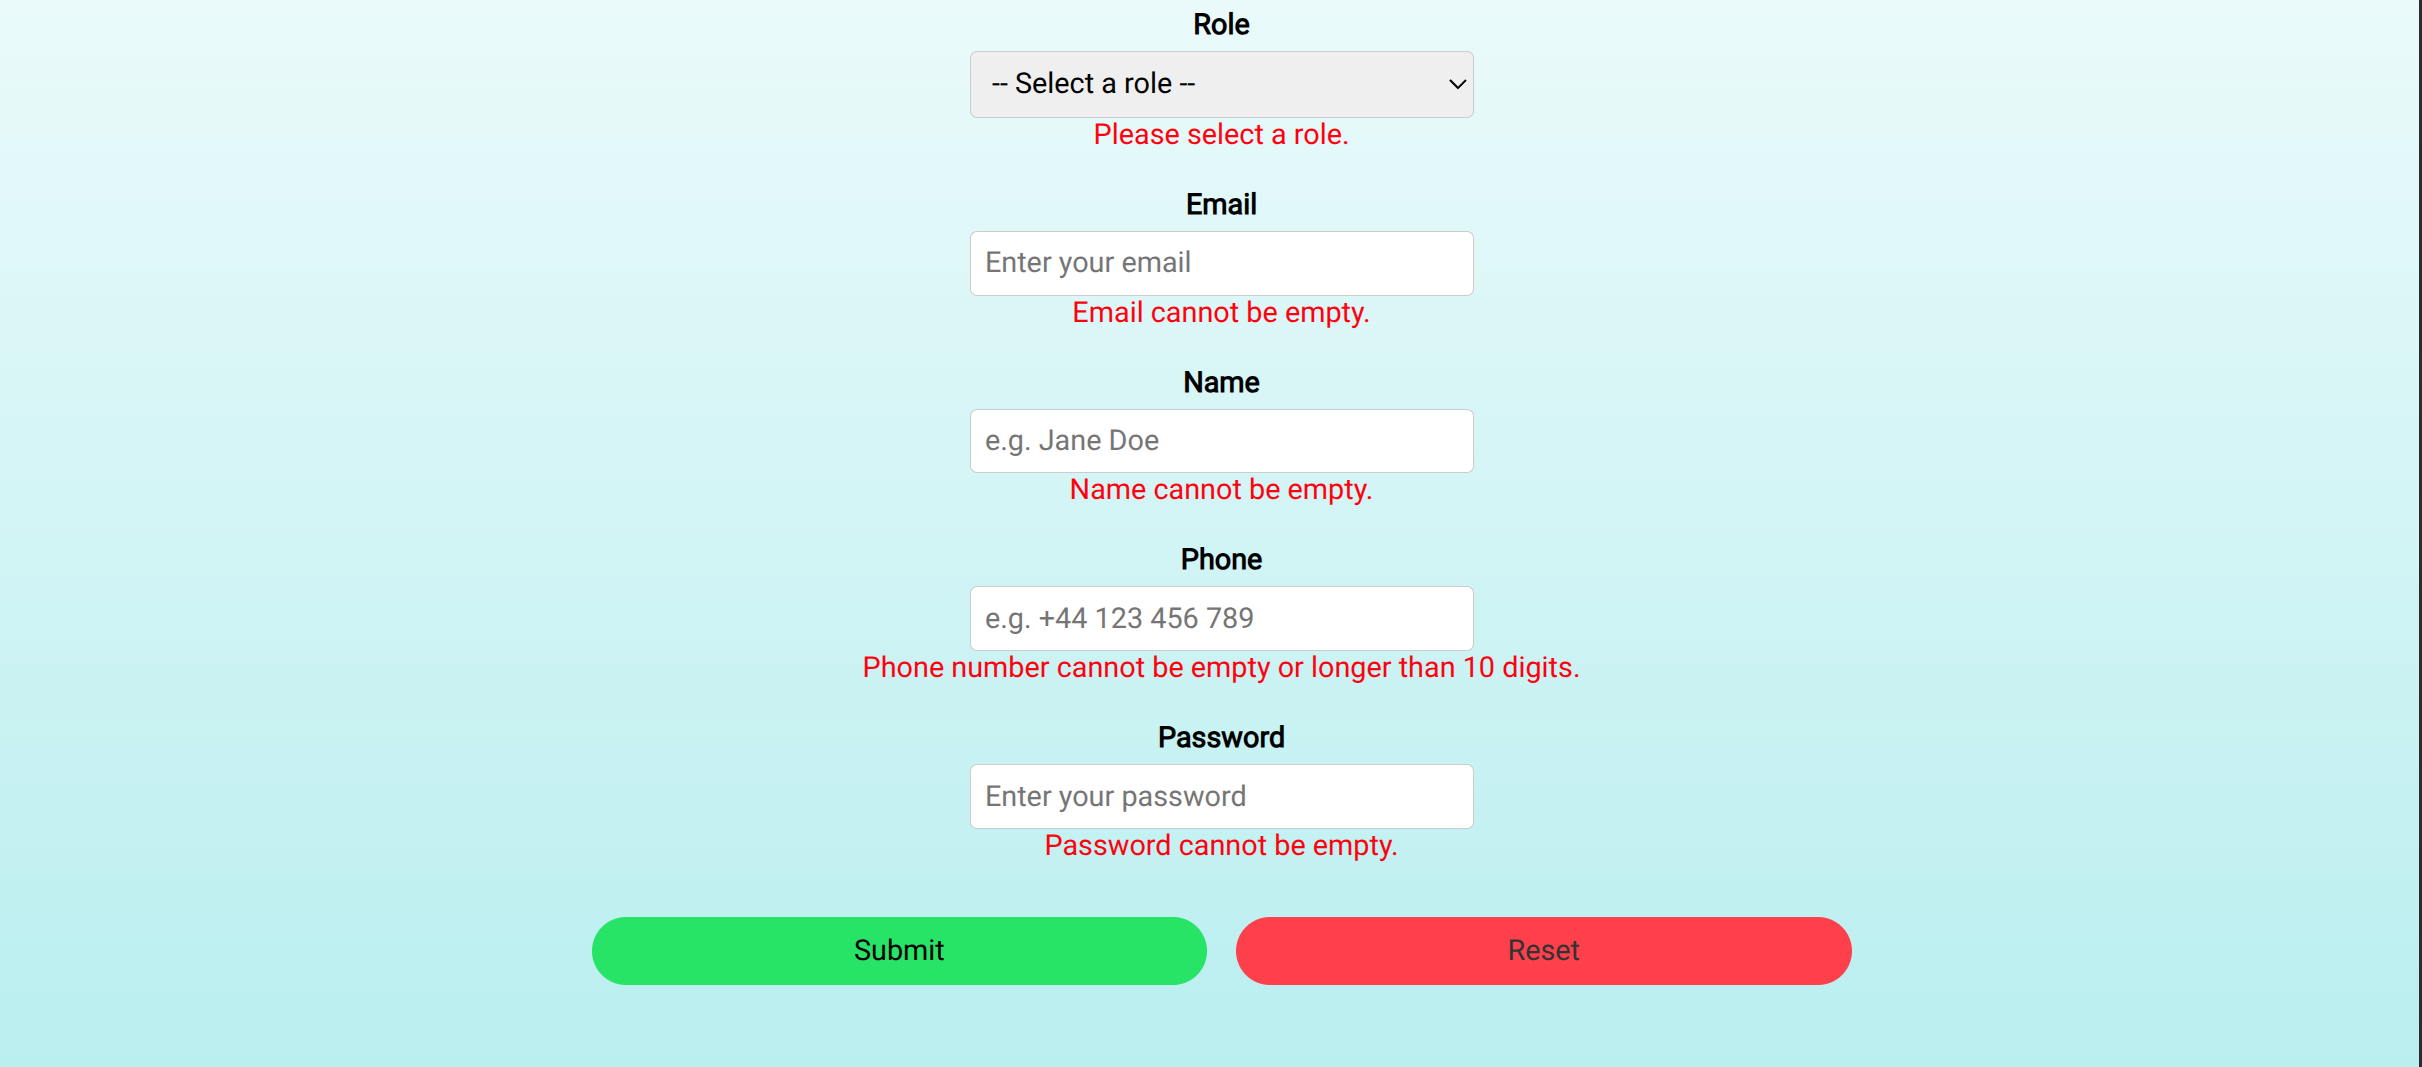 Role
-- Select a role --
Please select a role.
Email
Enter your email
Email cannot be empty.
Name
e.g. Jane Doe
Name cannot be empty.
Phone
e.g. +44 123 456 789
Phone number cannot be empty or longer than 10 digits.
Password
Enter your password
Password cannot be empty.
Submit
Reset